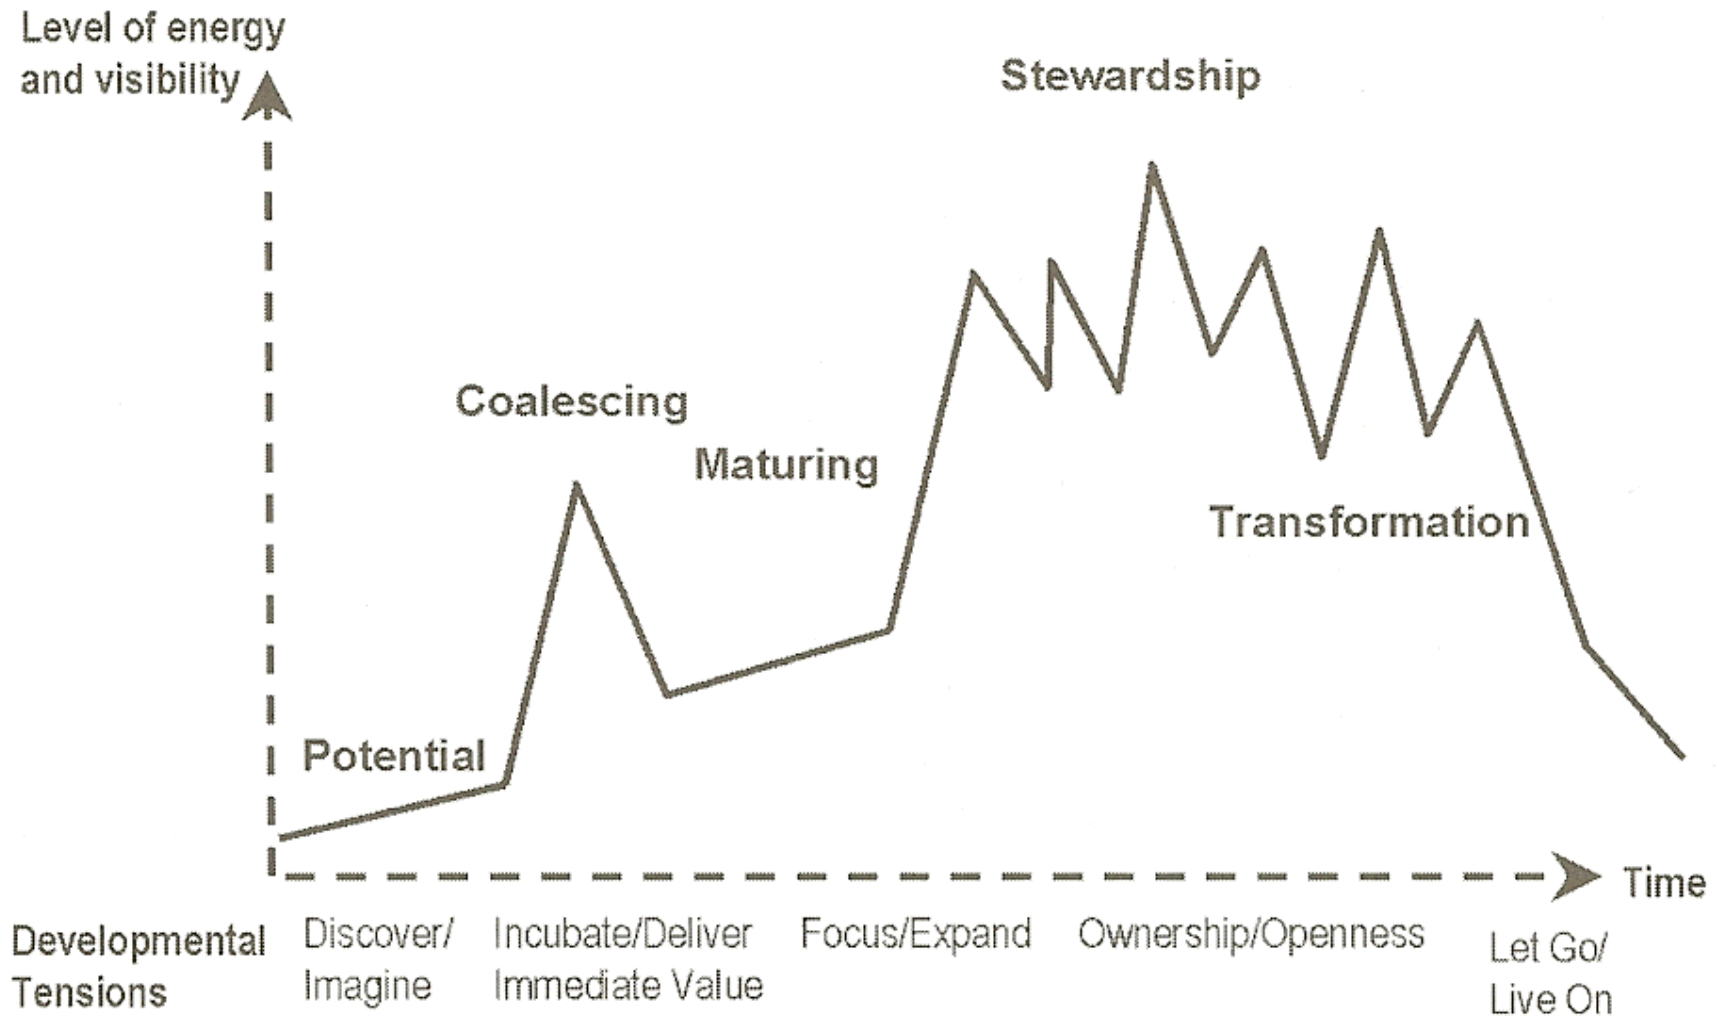 Level of energy
and visibility
Stewardship
Coalescing
Maturing
Transformation
Potential
Time
Developmental
Tensions
Discover/
Imagine
Incubate/Deliver
Immediate Value
Focus/Expand
Ownership/Openness
Let Go/
Live On